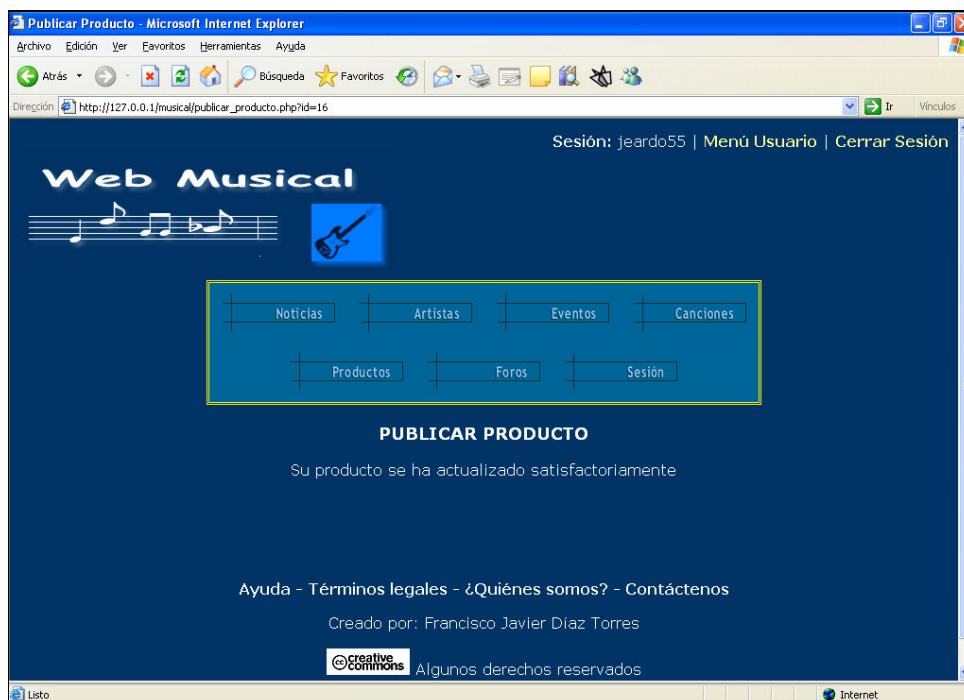 Publicar Producto - Microsoft Internet Explorer
Archivo Edición Ver Favoritos Herramientas Ayuda
Atrás Búsqueda Favoritos
Dirección http://127.0.0.1/musical/publicar_producto.php?id=16 Ir Vínculos
Sesión: jeardo55 | Menú Usuario | Cerrar Sesión
Web Musical
Noticias Artistas Eventos Canciones
Productos Foros Sesión
PUBLICAR PRODUCTO
Su producto se ha actualizado satisfactoriamente
Ayuda - Términos legales - ¿Quiénes somos? - Contáctenos
Creado por: Francisco Javier Díaz Torres
creative commons Algunos derechos reservados
Listo Internet